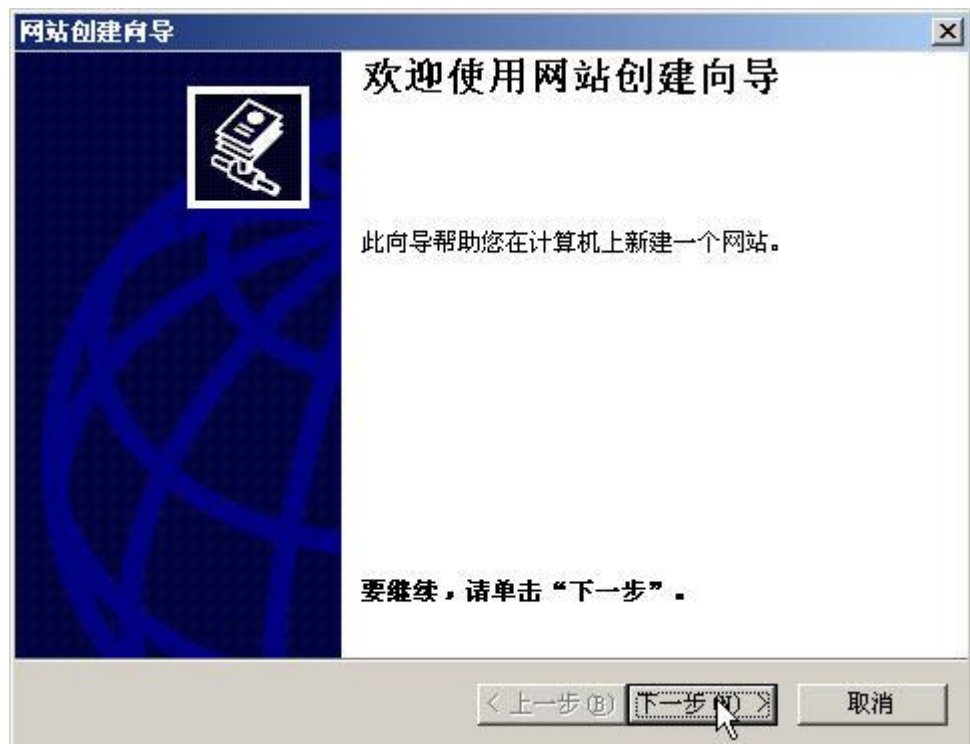 网站创建向导
欢迎使用网站创建向导
此向导帮助您在计算机上新建一个网站。
要继续，请单击“下一步”。
< 上一步(B) 下一步(N) > 取消